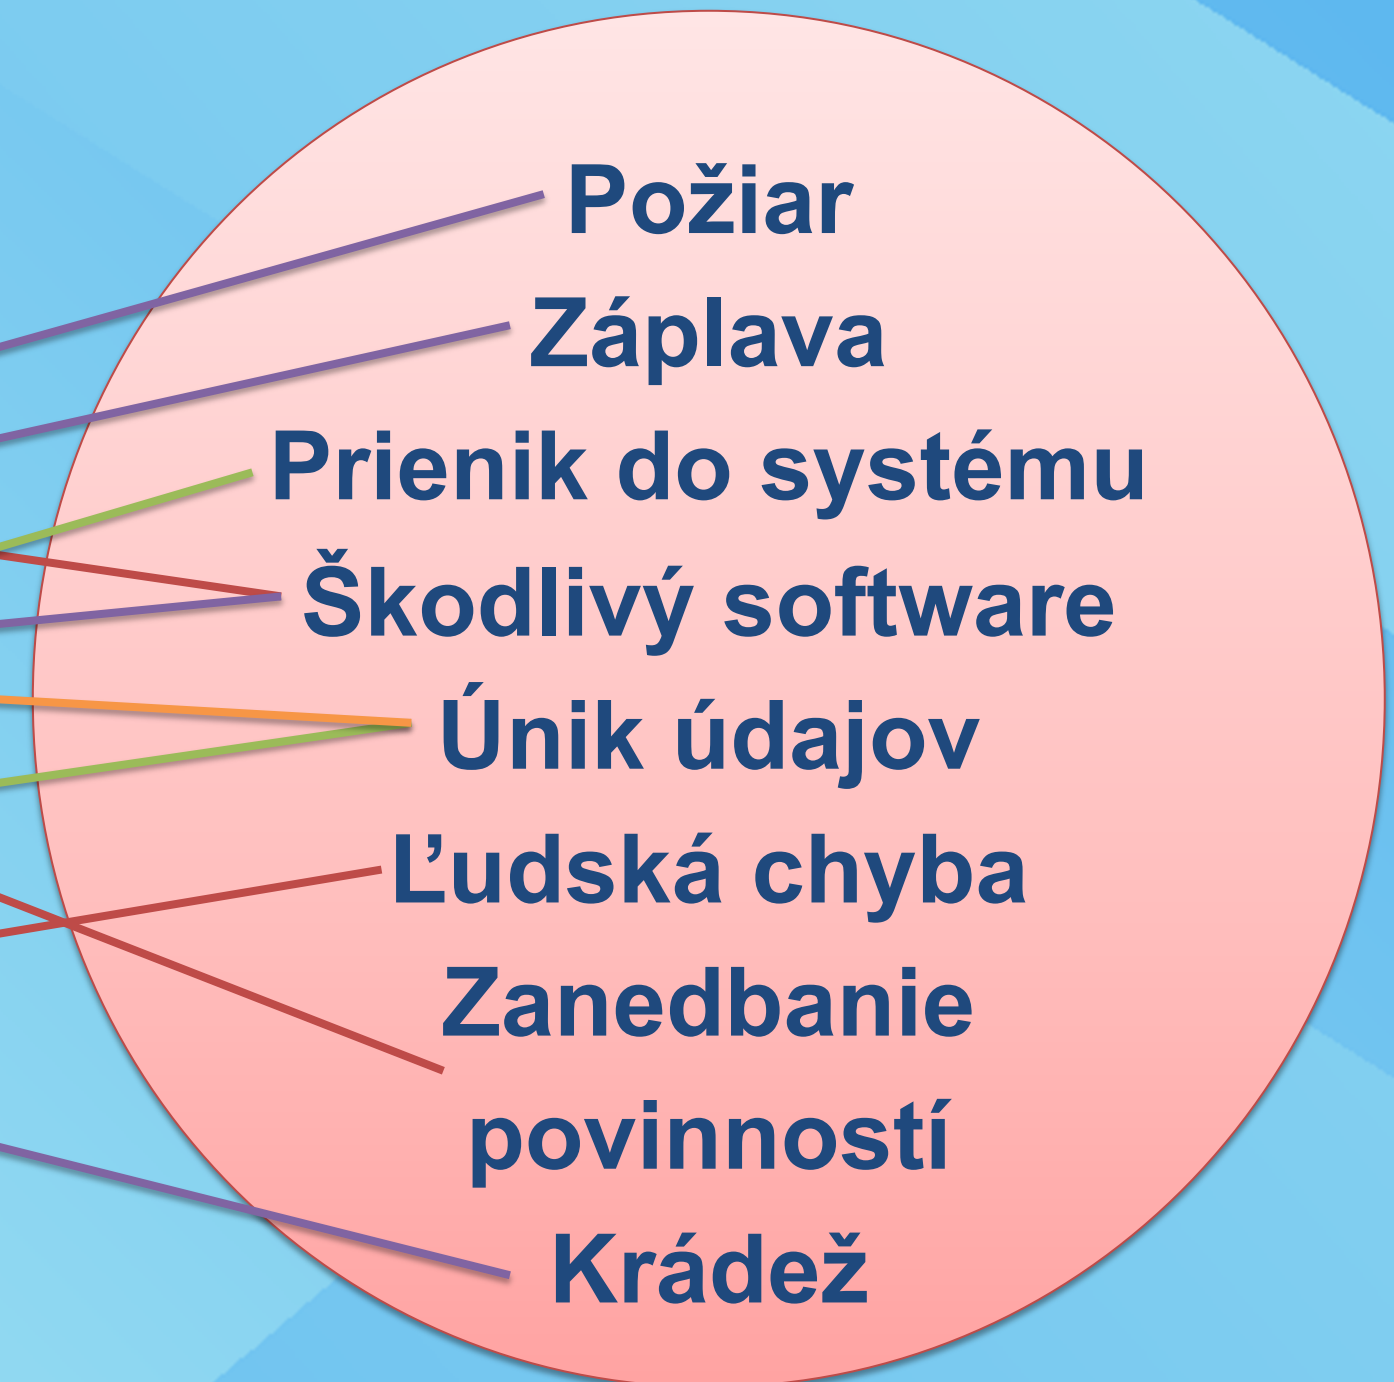 Požiar
Záplava
Prienik do systému
Škodlivý software
Únik údajov
Ľudská chyba
Zanedbanie
povinností
Krádež